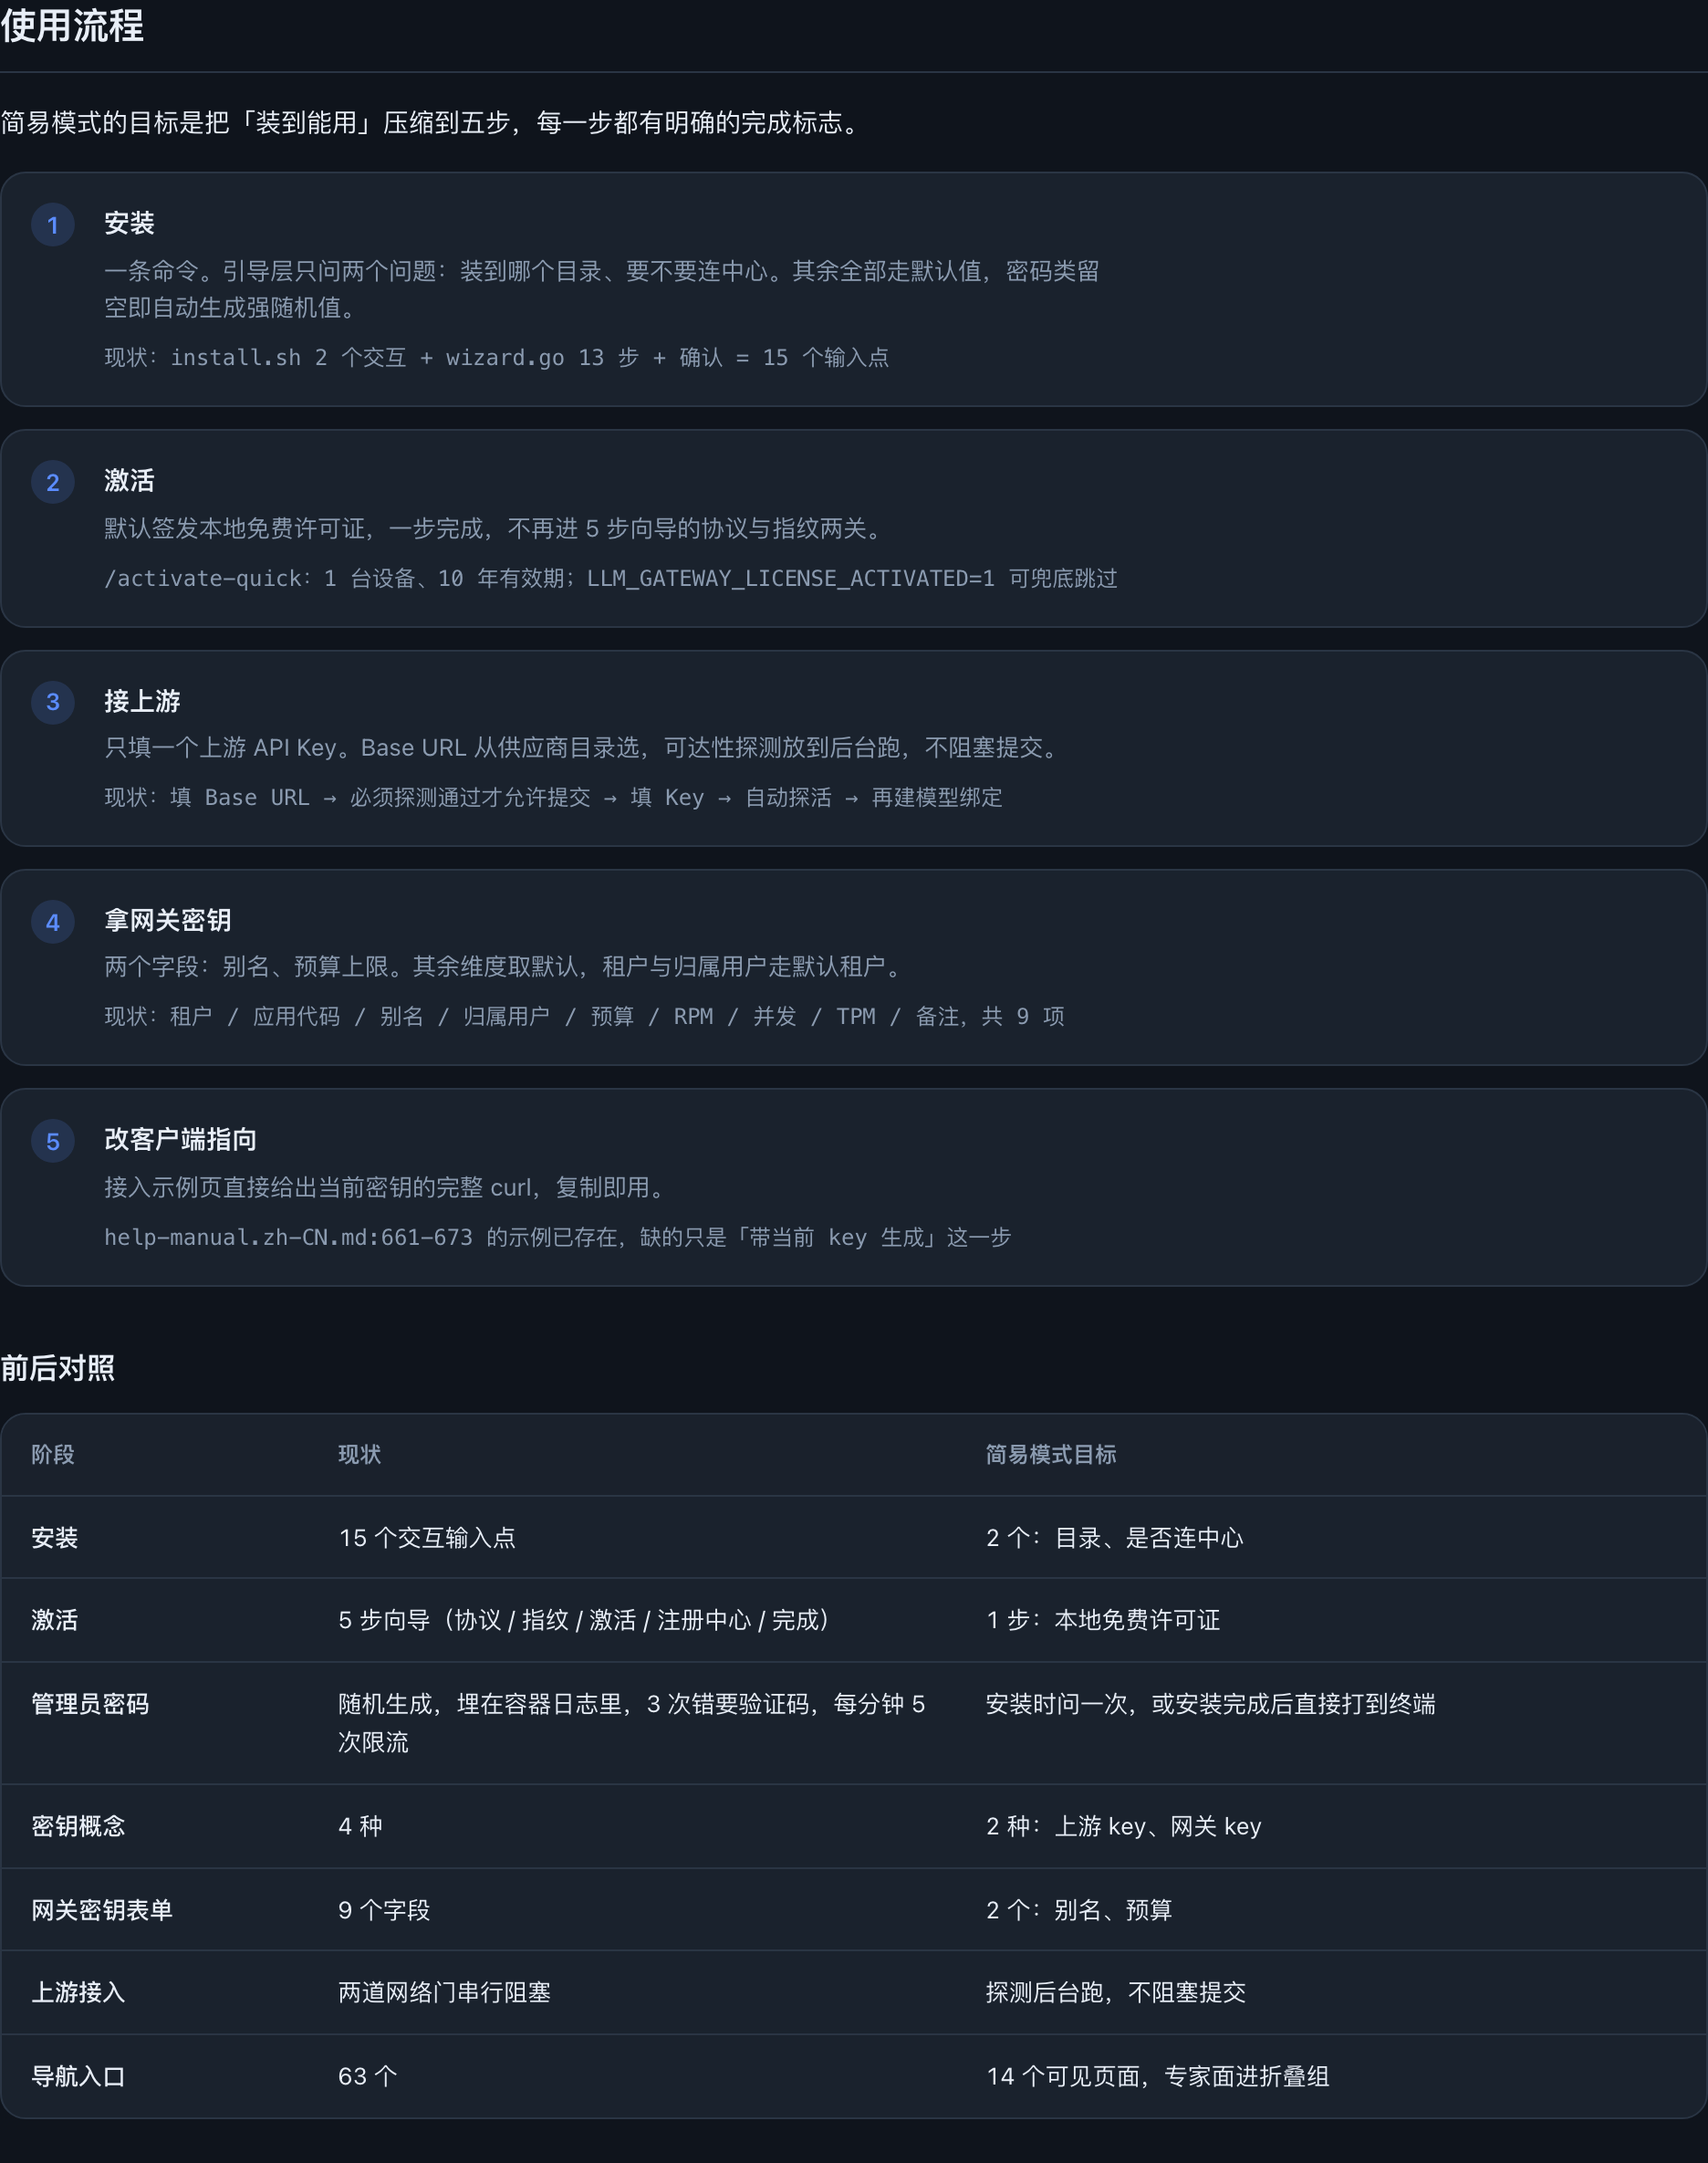 使用流程
简易模式的目标是把「装到能用」压缩到五步，每一步都有明确的完成标志。
1
安装
一条命令。引导层只问两个问题：装到哪个目录、要不要连中心。其余全部走默认值，密码类留
空即自动生成强随机值。
现状：install.sh 2 个交互 + wizard.go 13 步 + 确认 = 15 个输入点
2
激活
默认签发本地免费许可证，一步完成，不再进 5 步向导的协议与指纹两关。
/activate-quick：1 台设备、10 年有效期；LLM_GATEWAY_LICENSE_ACTIVATED=1 可兜底跳过
3
接上游
只填一个上游 API Key。Base URL 从供应商目录选，可达性探测放到后台跑，不阻塞提交。
现状：填 Base URL → 必须探测通过才允许提交 → 填 Key → 自动探活 → 再建模型绑定
4
拿网关密钥
两个字段：别名、预算上限。其余维度取默认，租户与归属用户走默认租户。
现状：租户 / 应用代码 / 别名 / 归属用户 / 预算 / RPM / 并发 / TPM / 备注，共 9 项
5
改客户端指向
接入示例页直接给出当前密钥的完整 curl，复制即用。
help-manual.zh-CN.md:661-673 的示例已存在，缺的只是「带当前 key 生成」这一步
前后对照
阶段 现状 简易模式目标
安装 15 个交互输入点 2 个：目录、是否连中心
激活 5 步向导（协议 / 指纹 / 激活 / 注册中心 / 完成） 1 步：本地免费许可证
管理员密码 随机生成，埋在容器日志里，3 次错要验证码，每分钟 5 安装时问一次，或安装完成后直接打到终端
次限流
密钥概念 4 种 2 种：上游 key、网关 key
网关密钥表单 9 个字段 2 个：别名、预算
上游接入 两道网络门串行阻塞 探测后台跑，不阻塞提交
导航入口 63 个 14 个可见页面，专家面进折叠组